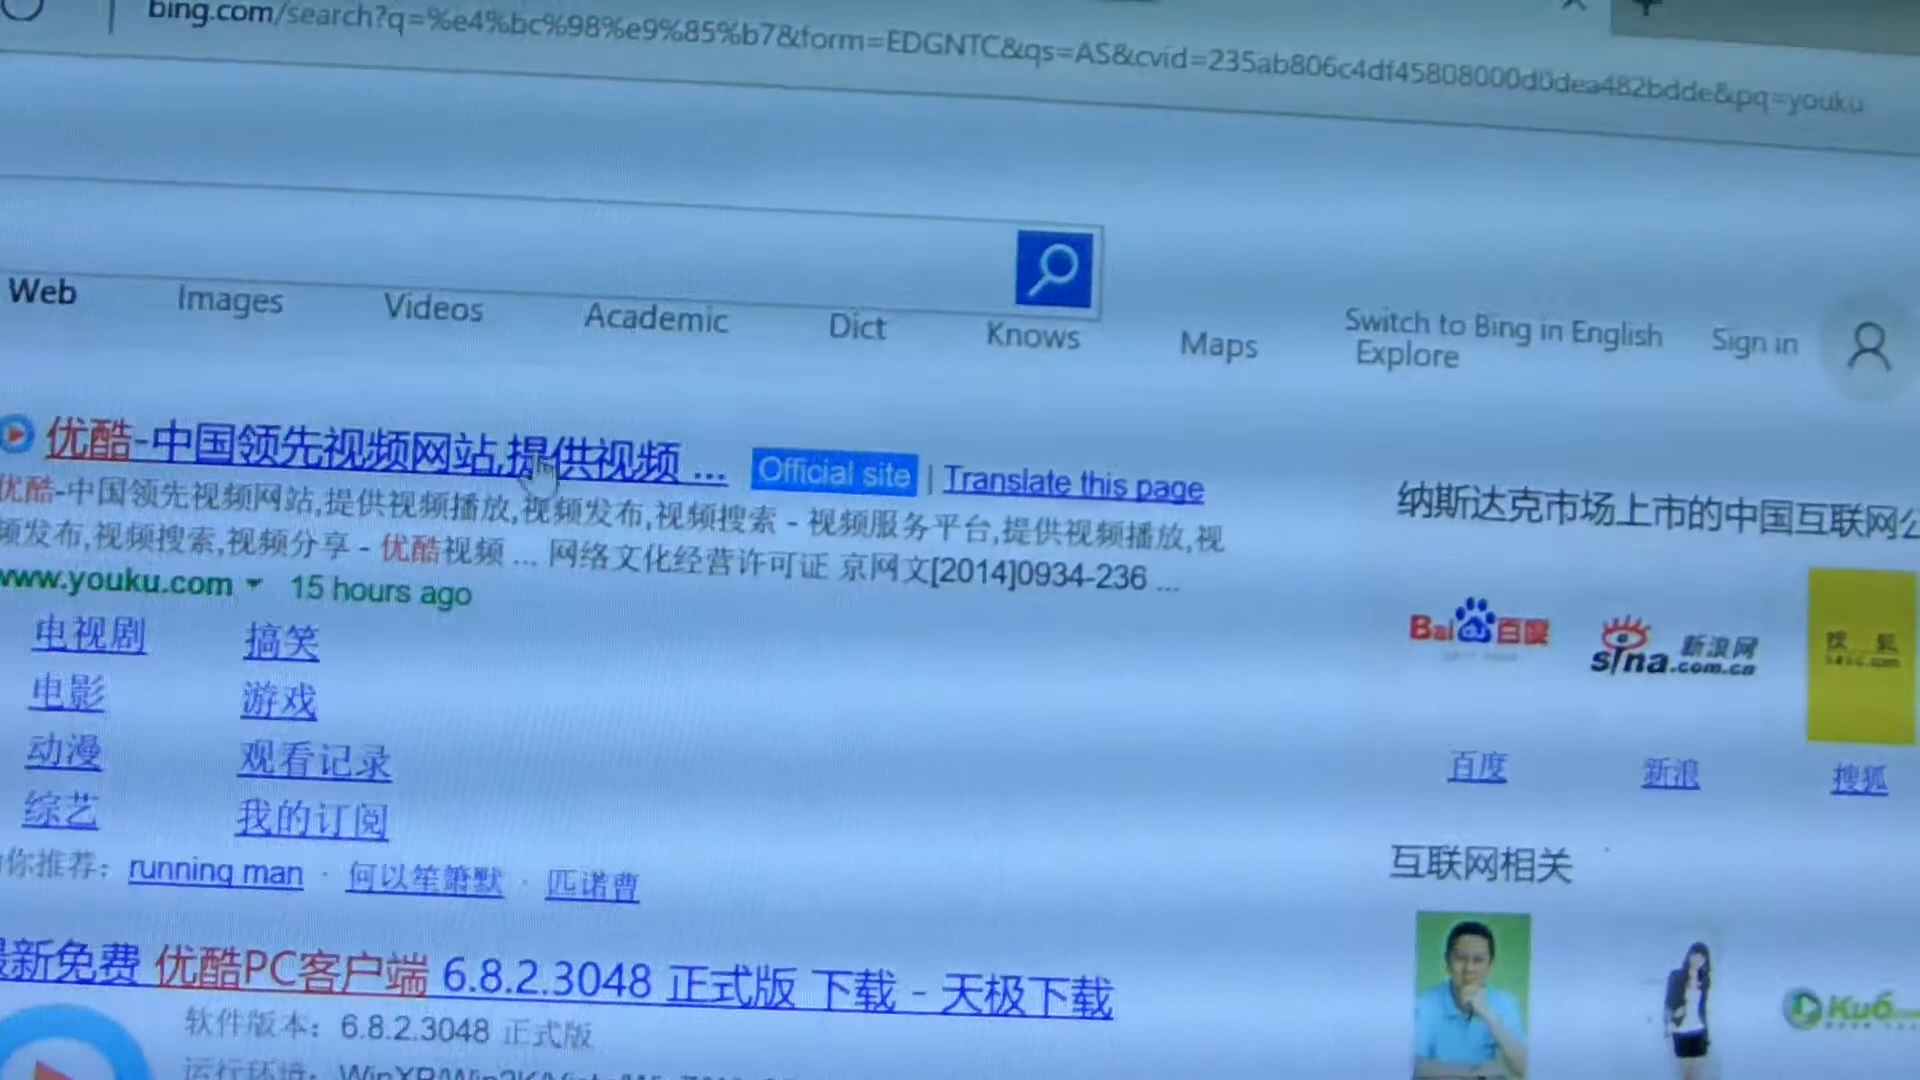 bing.com/search?q=%e4%bc%98%e9%85%b7&form=EDGNTC&qs=AS&cvid=235ab806c4df45808000d0dea482bdde&pq=youku
Web Images Videos Academic Dict Knows Maps Switch to Bing in English Sign in
Explore
优酷-中国领先视频网站,提供视频 ... Official site | Translate this page
优酷-中国领先视频网站,提供视频播放,视频发布,视频搜索 - 视频服务平台,提供视频播放,视
频发布,视频搜索,视频分享 - 优酷视频 ... 网络文化经营许可证 京网文[2014]0934-236 ...
www.youku.com 15 hours ago
电视剧 搞笑
电影 游戏
动漫 观看记录
综艺 我的订阅
你推荐: running man · 何以笙箫默 · 匹诺曹
最新免费 优酷PC客户端 6.8.2.3048 正式版 下载 - 天极下载
软件版本: 6.8.2.3048 正式版
运行环境:
纳斯达克市场上市的中国互联网公
Bai百度 sina新浪网.com.cn 搜狐
百度 新浪 搜狐
互联网相关
Ku6